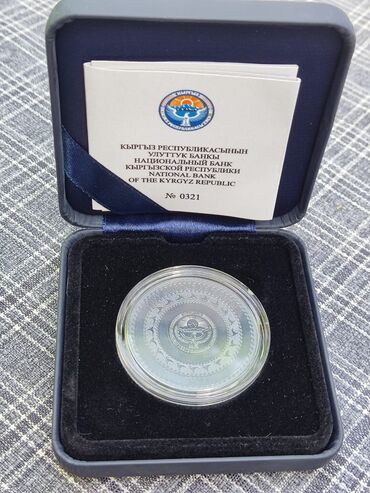 КЫРГЫЗ РЕСПУБЛИКАСЫНЫН
УЛУТТУК БАНКЫ
НАЦИОНАЛЬНЫЙ БАНК
КЫРГЫЗСКОЙ РЕСПУБЛИКИ
NATIONAL BANK
OF THE KYRGYZ REPUBLIC
№ 0321